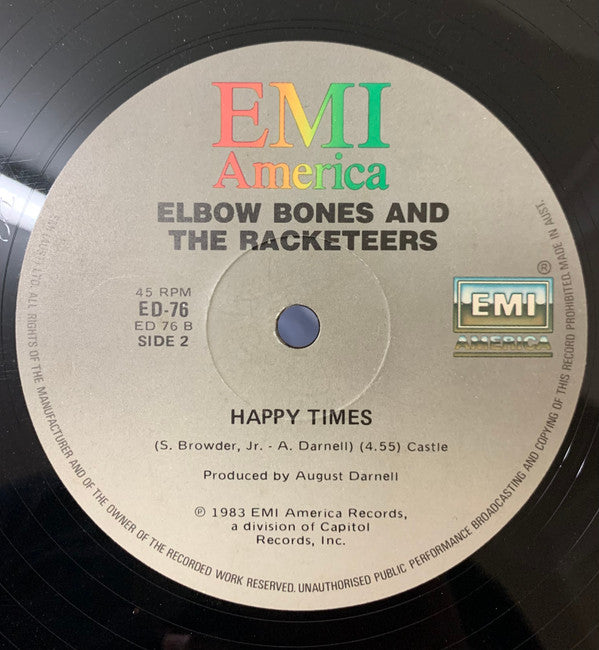 EMI
America
ELBOW BONES AND
THE RACKETEERS
45 RPM
ED-76
ED 76 B
SIDE 2
®
EMI
AMERICA
HAPPY TIMES
(S. Browder, Jr. - A. Darnell) (4.55) Castle
Produced by August Darnell
℗ 1983 EMI America Records,
a division of Capitol
Records, Inc.
LTD. ALL RIGHTS OF THE MANUFACTURER AND OF THE OWNER OF THE RECORDED WORK RESERVED. UNAUTHORISED PUBLIC PERFORMANCE BROADCASTING AND COPYING OF THIS RECORD PROHIBITED. MADE IN AUST.